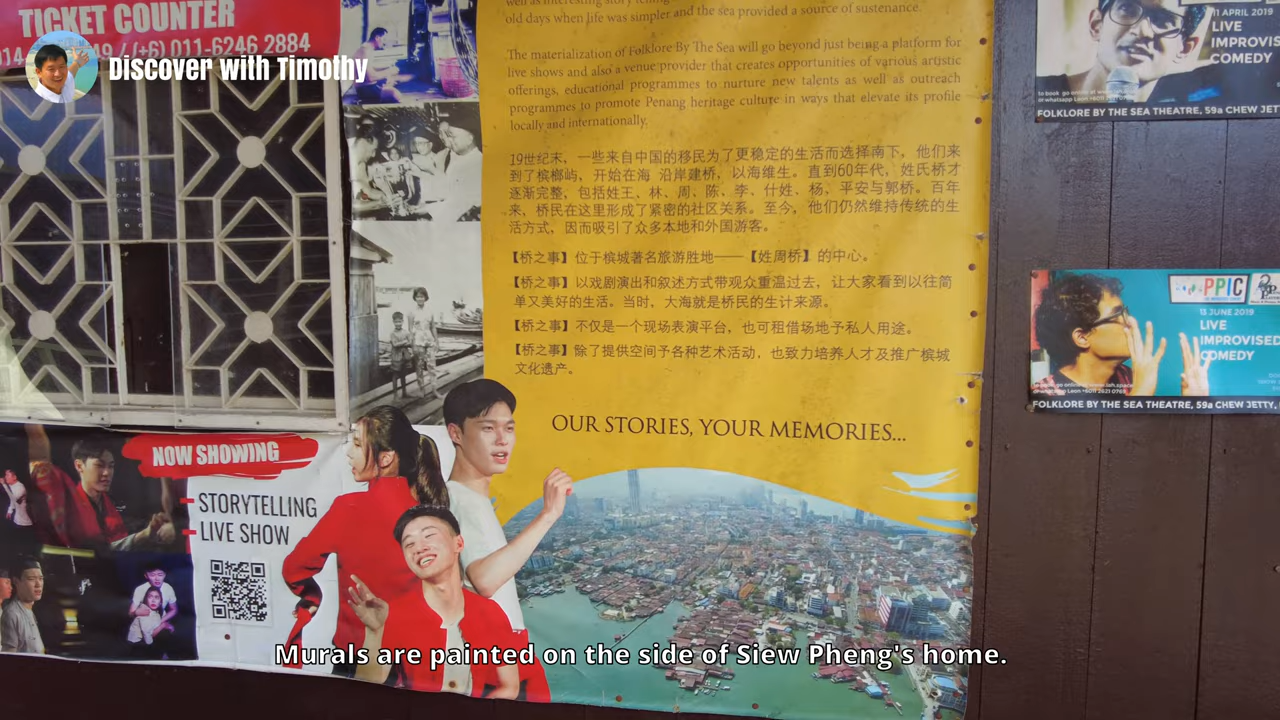 TICKET COUNTER
/ (+6) 011-6246 2884
Discover with Timothy
old days when life was simpler and the sea provided a source of sustenance.
The materialization of Folklore By The Sea will go beyond just being a platform for
live shows and also a venue provider that creates opportunities of various artistic
offerings, educational programmes to nurture new talents as well as outreach
programmes to promote Penang heritage culture in ways that elevate its profile
locally and internationally.
19世纪末，一些来自中国的移民为了更稳定的生活而选择南下，他们来
到了槟榔屿，开始在海 沿岸建桥，以海维生。直到60年代，姓氏桥才
逐渐完整，包括姓王、林、周、陈、李、什姓、杨、平安与郭桥。百年
来，桥民在这里形成了紧密的社区关系。至今，他们仍然维持传统的生
活方式，因而吸引了众多本地和外国游客。
【桥之事】位于槟城著名旅游胜地——【姓周桥】的中心。
【桥之事】以戏剧演出和叙述方式带观众重温过去，让大家看到以往简
单又美好的生活。当时，大海就是桥民的生计来源。
【桥之事】不仅是一个现场表演平台，也可租借场地予私人用途。
【桥之事】除了提供空间予各种艺术活动，也致力培养人才及推广槟城
文化遗产。
OUR STORIES, YOUR MEMORIES...
NOW SHOWING
STORYTELLING
LIVE SHOW
11 APRIL 2019
LIVE
IMPROVIS
COMEDY
FOLKLORE BY THE SEA THEATRE, 59a CHEW JETT
PPIC
13 JUNE 2019
LIVE
IMPROVISED
COMEDY
FOLKLORE BY THE SEA THEATRE, 59a CHEW JETTY,
Murals are painted on the side of Siew Pheng's home.